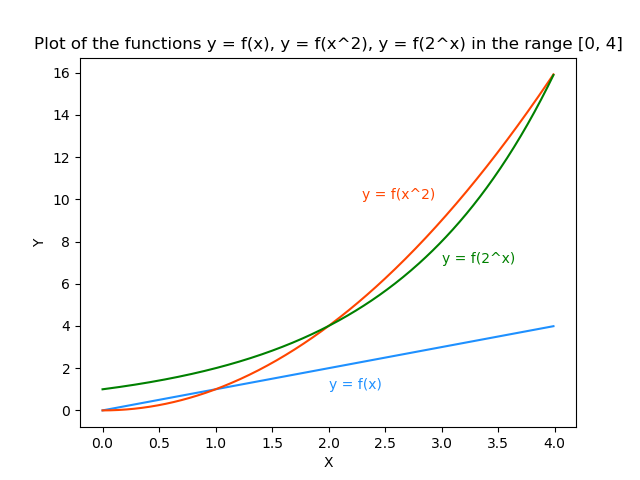 Plot of the functions y = f(x), y = f(x^2), y = f(2^x) in the range [0, 4]
16
14
12
10
8
6
4
2
0
Y
y = f(x^2)
y = f(2^x)
y = f(x)
0.0 0.5 1.0 1.5 2.0 2.5 3.0 3.5 4.0
X